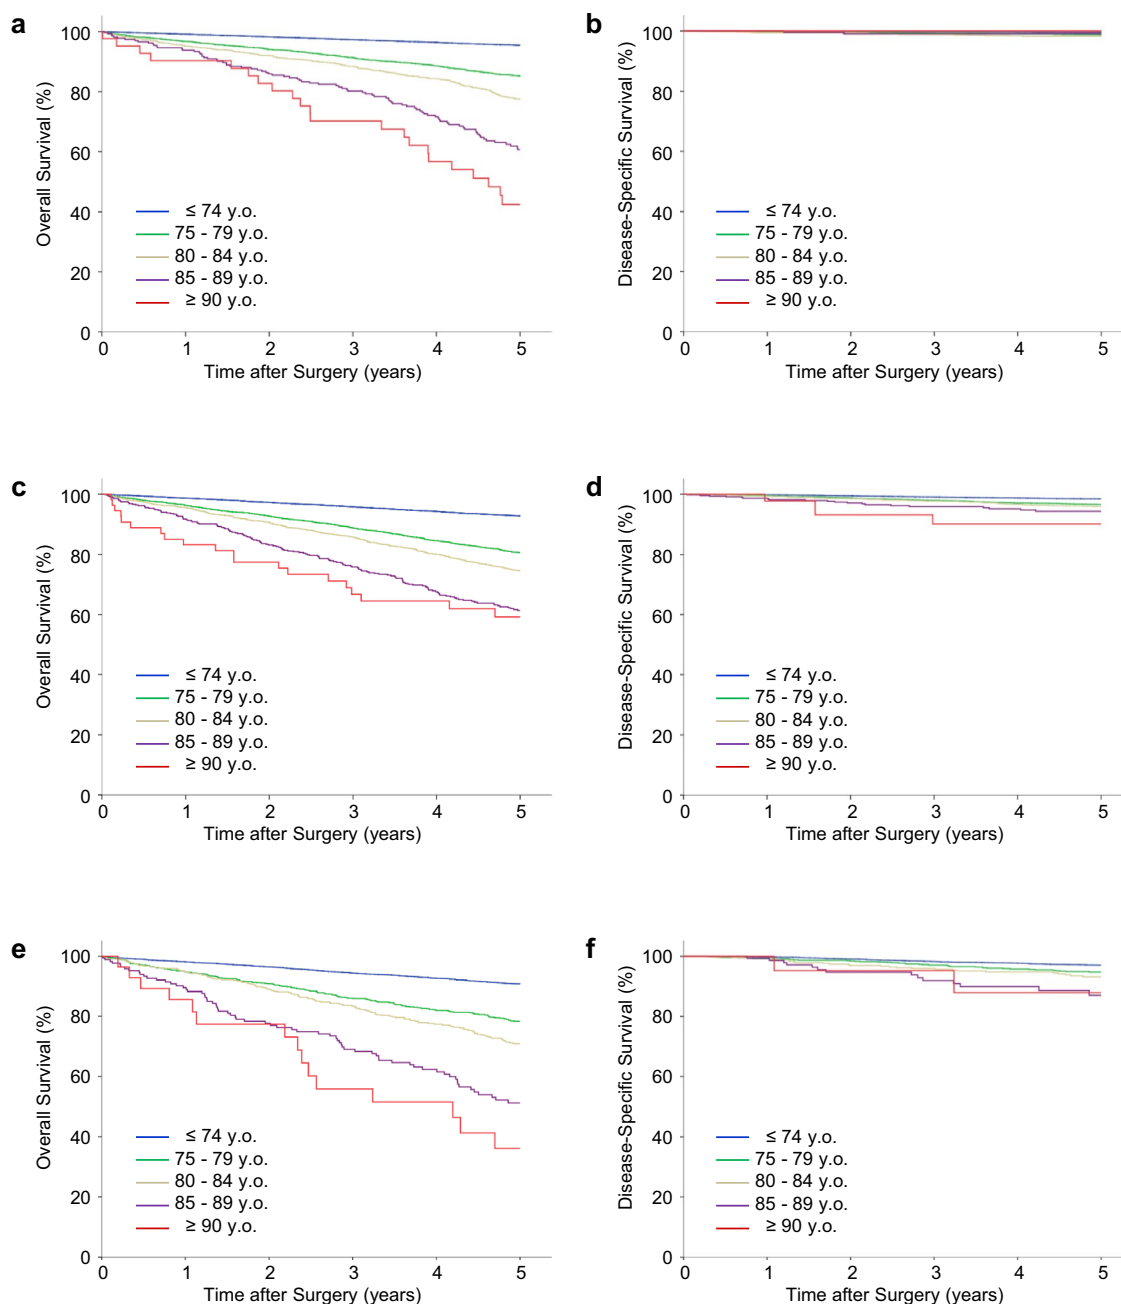 a
100
80
60
40
20
0
Overall Survival (%)
≤ 74 y.o.
75 - 79 y.o.
80 - 84 y.o.
85 - 89 y.o.
≥ 90 y.o.
0 1 2 3 4 5
Time after Surgery (years)
b
100
80
60
40
20
0
Disease-Specific Survival (%)
≤ 74 y.o.
75 - 79 y.o.
80 - 84 y.o.
85 - 89 y.o.
≥ 90 y.o.
0 1 2 3 4 5
Time after Surgery (years)
c
100
80
60
40
20
0
Overall Survival (%)
≤ 74 y.o.
75 - 79 y.o.
80 - 84 y.o.
85 - 89 y.o.
≥ 90 y.o.
0 1 2 3 4 5
Time after Surgery (years)
d
100
80
60
40
20
0
Disease-Specific Survival (%)
≤ 74 y.o.
75 - 79 y.o.
80 - 84 y.o.
85 - 89 y.o.
≥ 90 y.o.
0 1 2 3 4 5
Time after Surgery (years)
e
100
80
60
40
20
0
Overall Survival (%)
≤ 74 y.o.
75 - 79 y.o.
80 - 84 y.o.
85 - 89 y.o.
≥ 90 y.o.
0 1 2 3 4 5
Time after Surgery (years)
f
100
80
60
40
20
0
Disease-Specific Survival (%)
≤ 74 y.o.
75 - 79 y.o.
80 - 84 y.o.
85 - 89 y.o.
≥ 90 y.o.
0 1 2 3 4 5
Time after Surgery (years)